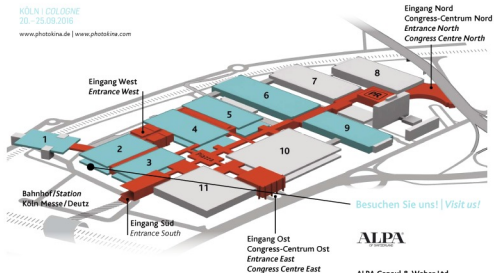 KÖLN | COLOGNE
20. - 25.09.2016
www.photokina.de | www.photokina.com
Eingang Nord
Congress-Centrum Nord
Entrance North
Congress Centre North
Eingang West
Entrance West
1
2
3
4
5
6
7
8
9
10
11
Bahnhof/Station
Köln Messe/Deutz
Eingang Süd
Entrance South
Eingang Ost
Congress-Centrum Ost
Entrance East
Congress Centre East
Besuchen Sie uns! | Visit us!
ALPA
OF SWITZERLAND